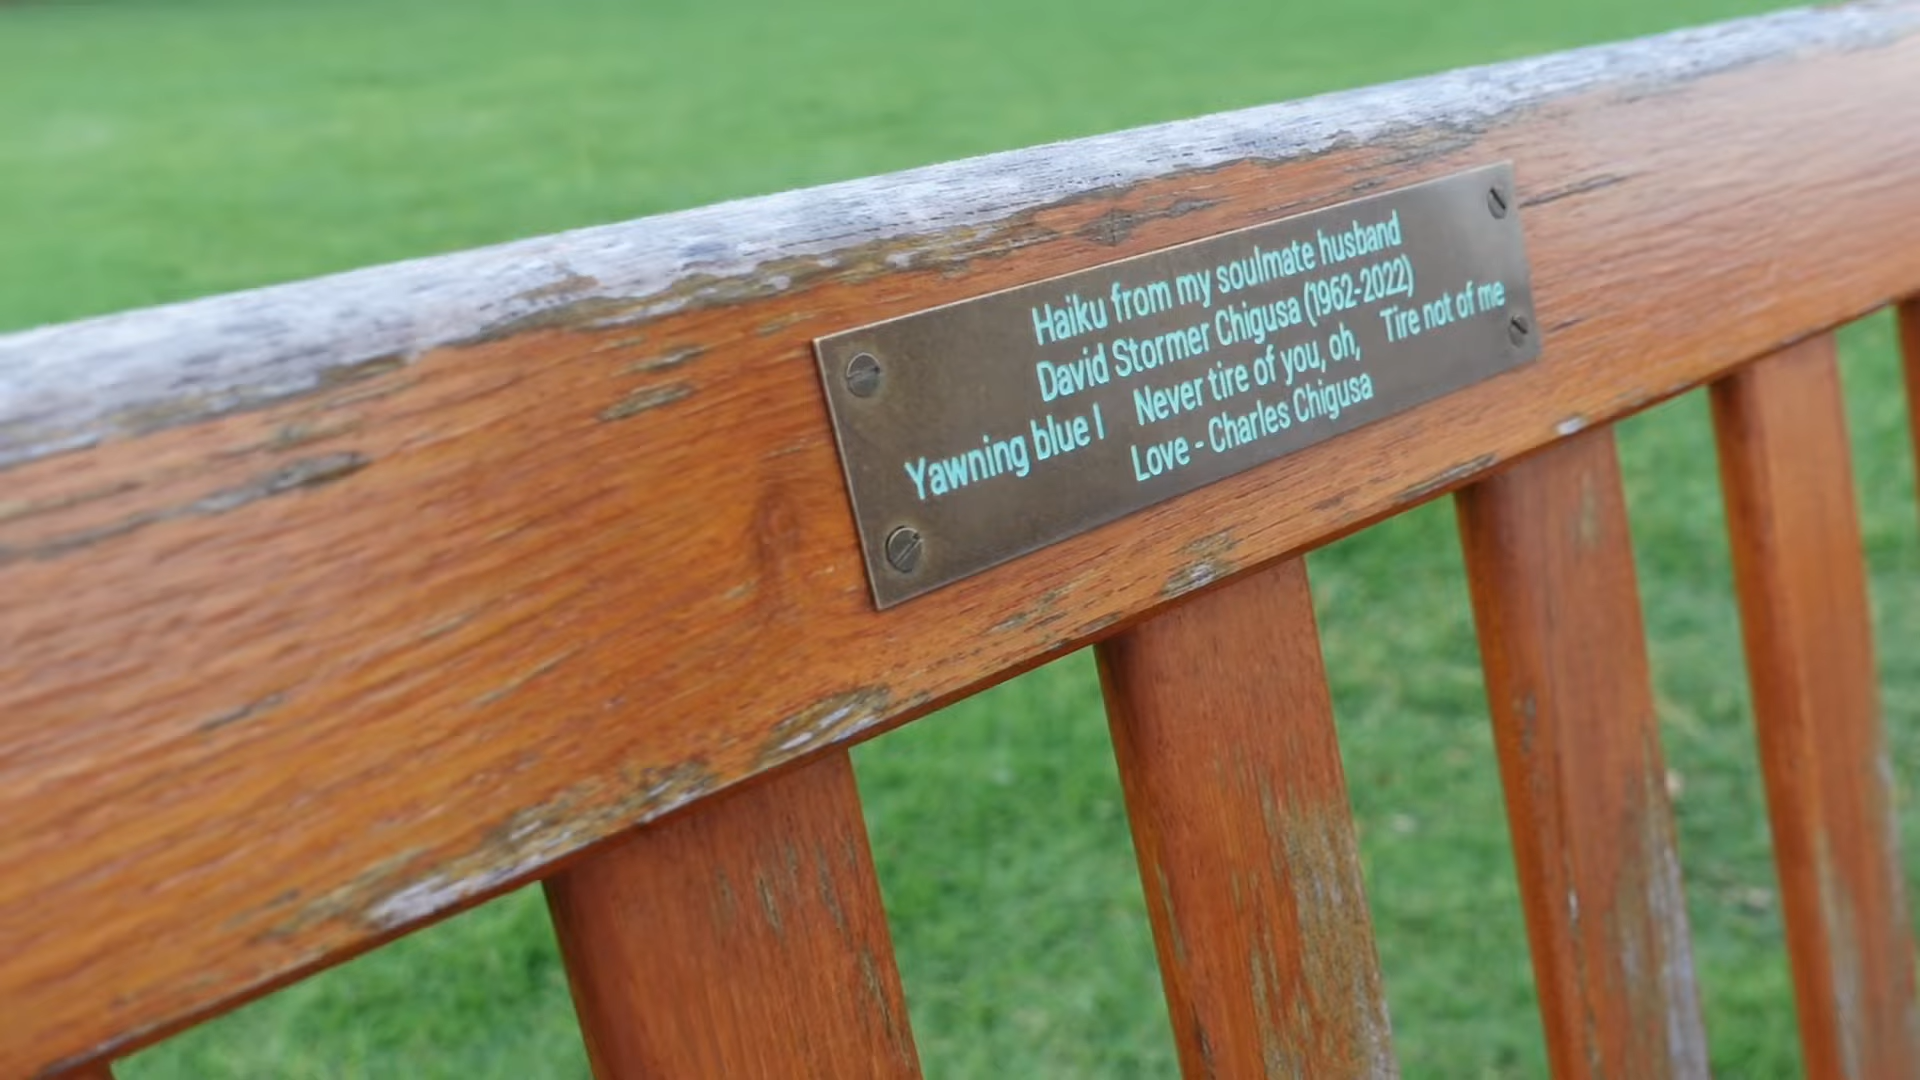 Haiku from my soulmate husband
David Stormer Chigusa (1962-2022)
Yawning blue I Never tire of you, oh, Tire not of me
Love - Charles Chigusa